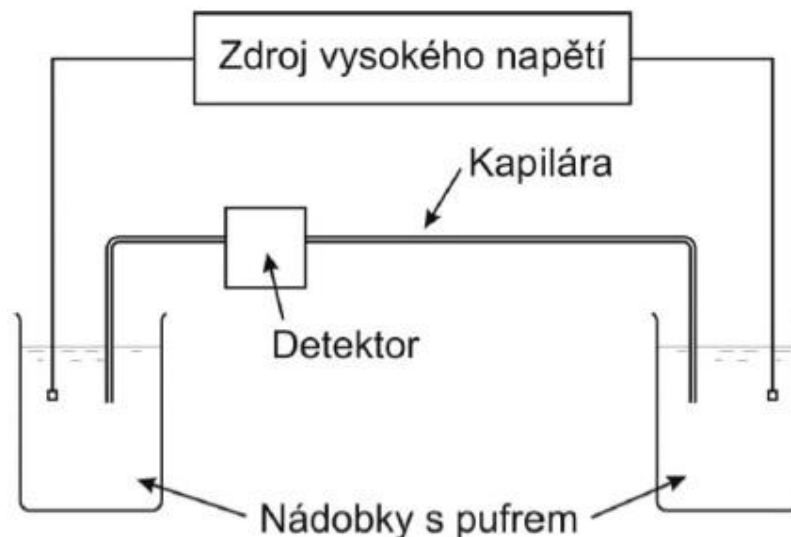 Zdroj vysokého napětí
Kapilára
Detektor
Nádobky s pufrem